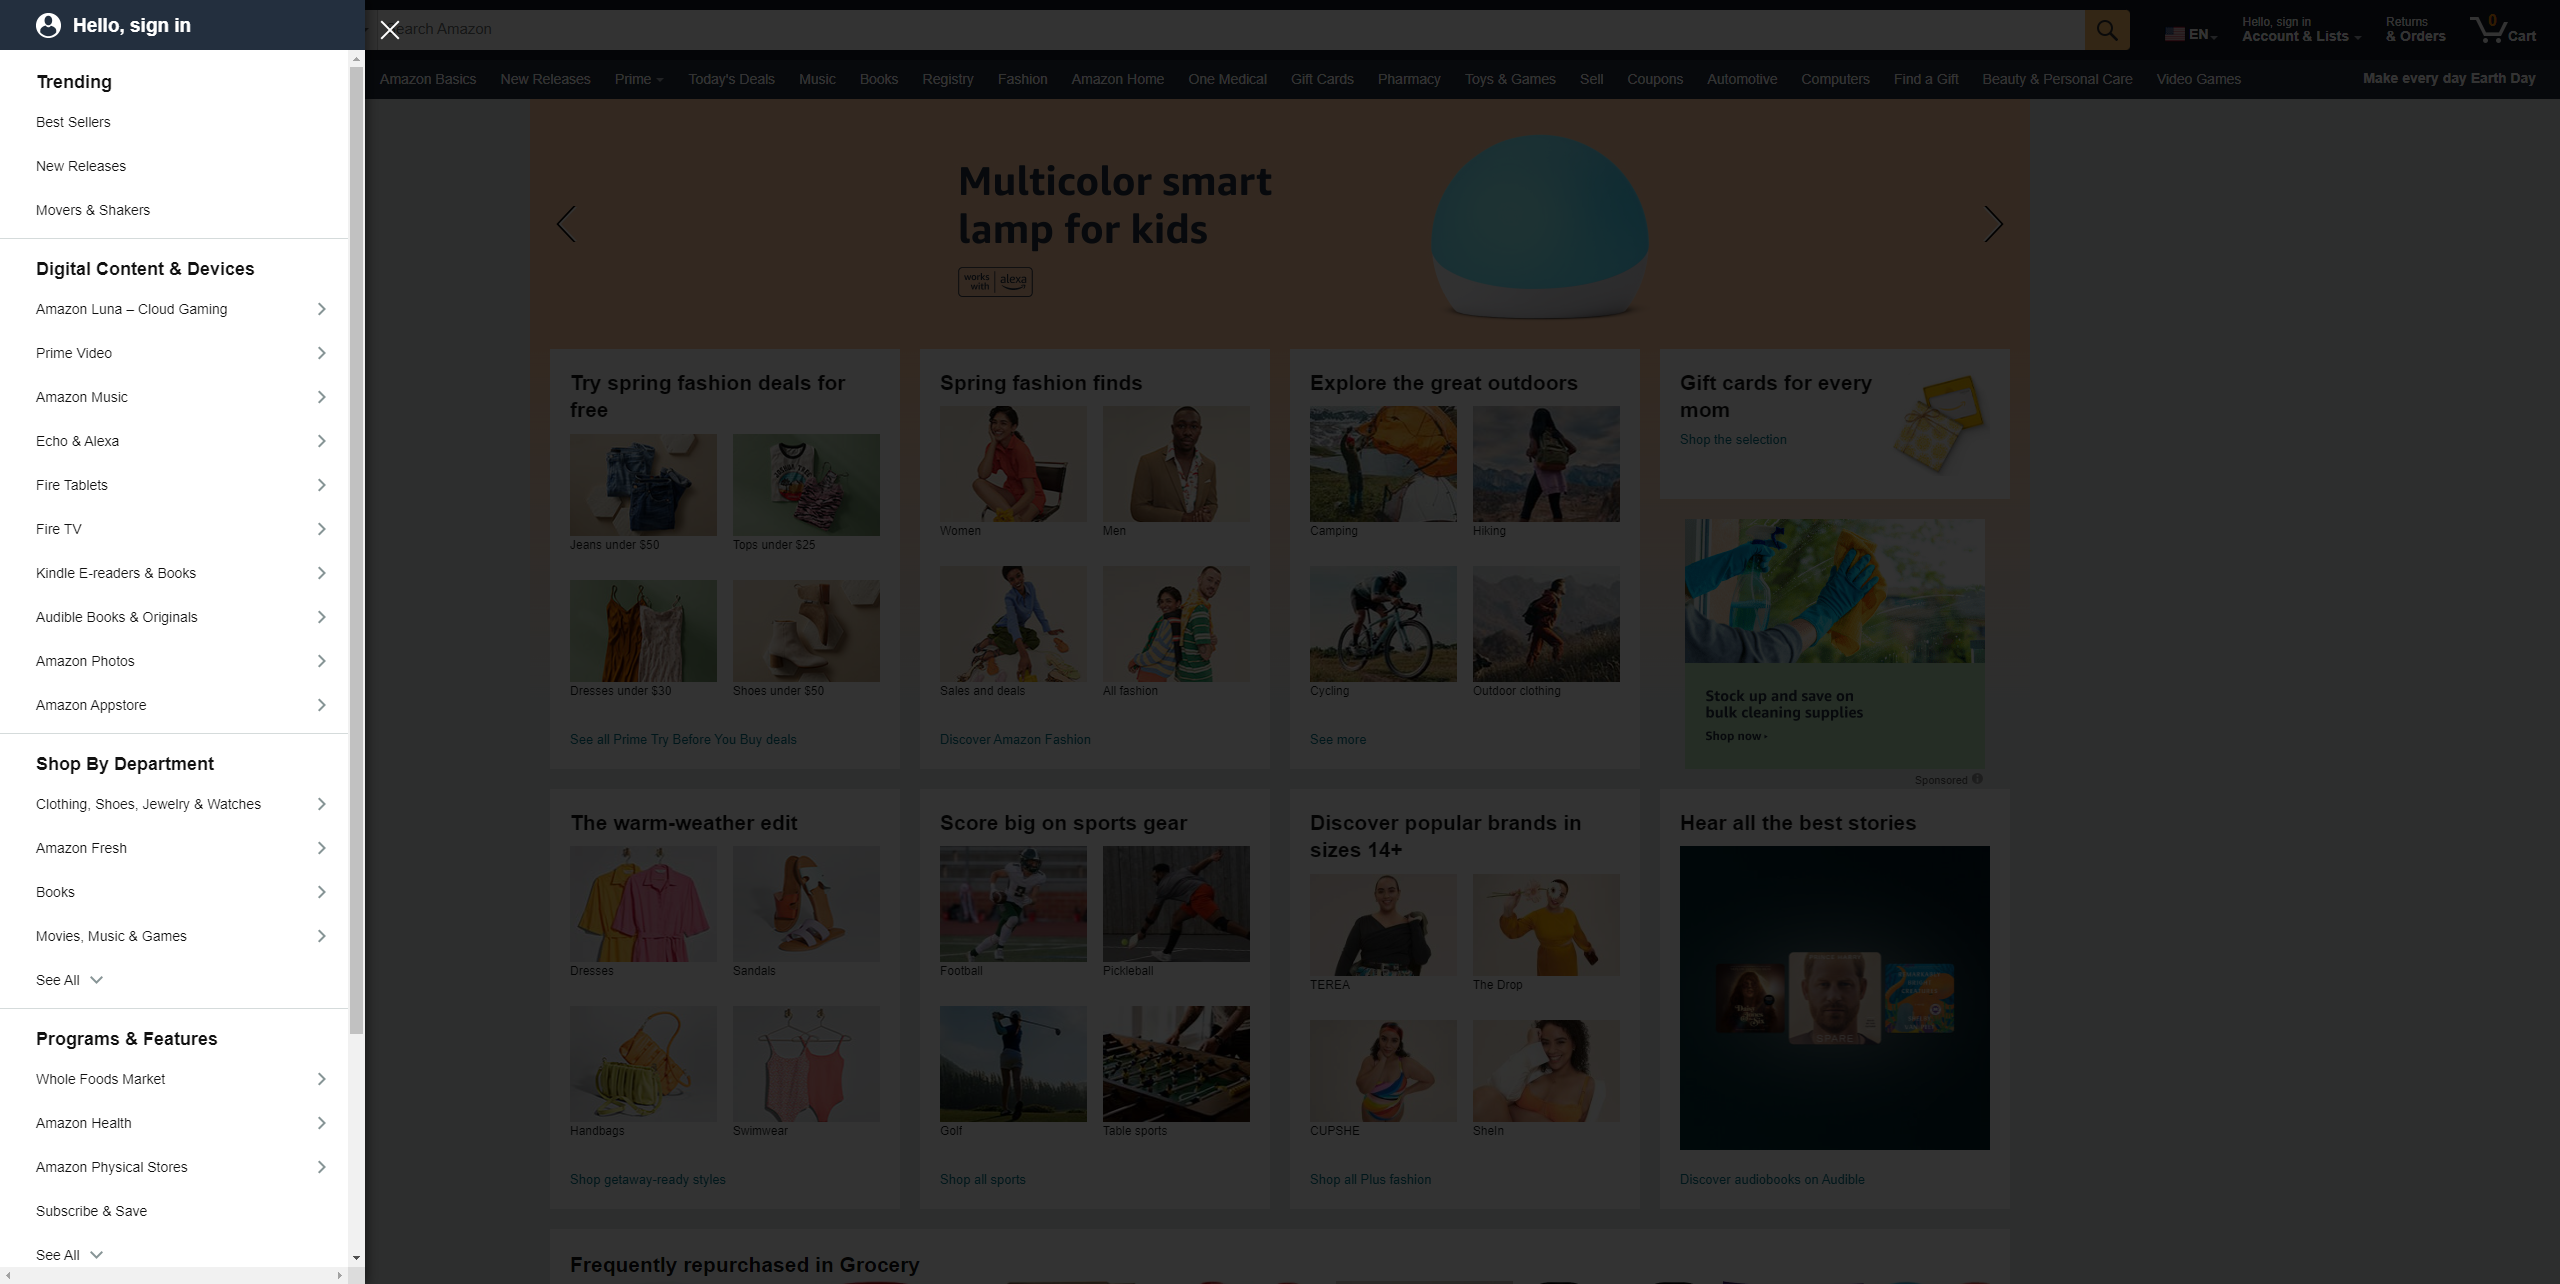 Hello, sign in
Trending
Best Sellers
New Releases
Movers & Shakers
Digital Content & Devices
Amazon Luna – Cloud Gaming
Prime Video
Amazon Music
Echo & Alexa
Fire Tablets
Fire TV
Kindle E-readers & Books
Audible Books & Originals
Amazon Photos
Amazon Appstore
Shop By Department
Clothing, Shoes, Jewelry & Watches
Amazon Fresh
Books
Movies, Music & Games
See All
Programs & Features
Whole Foods Market
Amazon Health
Amazon Physical Stores
Subscribe & Save
See All
earch Amazon
EN
Hello, sign in
Account & Lists
Returns
& Orders
0
Cart
Amazon Basics New Releases Prime Today's Deals Music Books Registry Fashion Amazon Home One Medical Gift Cards Pharmacy Toys & Games Sell Coupons Automotive Computers Find a Gift Beauty & Personal Care Video Games
Make every day Earth Day
Multicolor smart
lamp for kids
works
with
alexa
Try spring fashion deals for
free
Jeans under $50
Tops under $25
Dresses under $30
Shoes under $50
See all Prime Try Before You Buy deals
Spring fashion finds
Women
Men
Sales and deals
All fashion
Discover Amazon Fashion
Explore the great outdoors
Camping
Hiking
Cycling
Outdoor clothing
See more
Gift cards for every
mom
Shop the selection
Stock up and save on
bulk cleaning supplies
Shop now
Sponsored
The warm-weather edit
Dresses
Sandals
Handbags
Swimwear
Shop getaway-ready styles
Score big on sports gear
Football
Pickleball
Golf
Table sports
Shop all sports
Discover popular brands in
sizes 14+
TEREA
The Drop
CUPSHE
SheIn
Shop all Plus fashion
Hear all the best stories
SPARE
Discover audiobooks on Audible
Frequently repurchased in Grocery